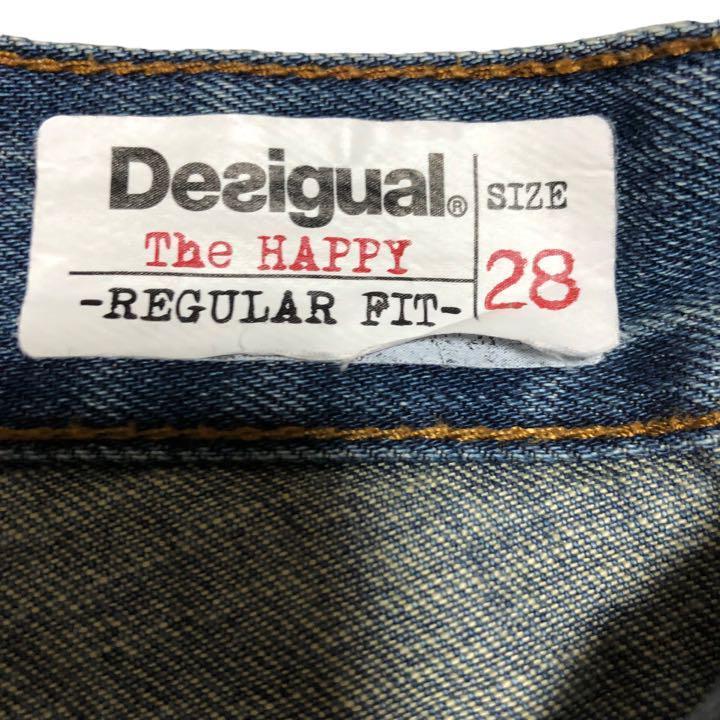 Desigual®
The HAPPY
-REGULAR FIT-
SIZE
28